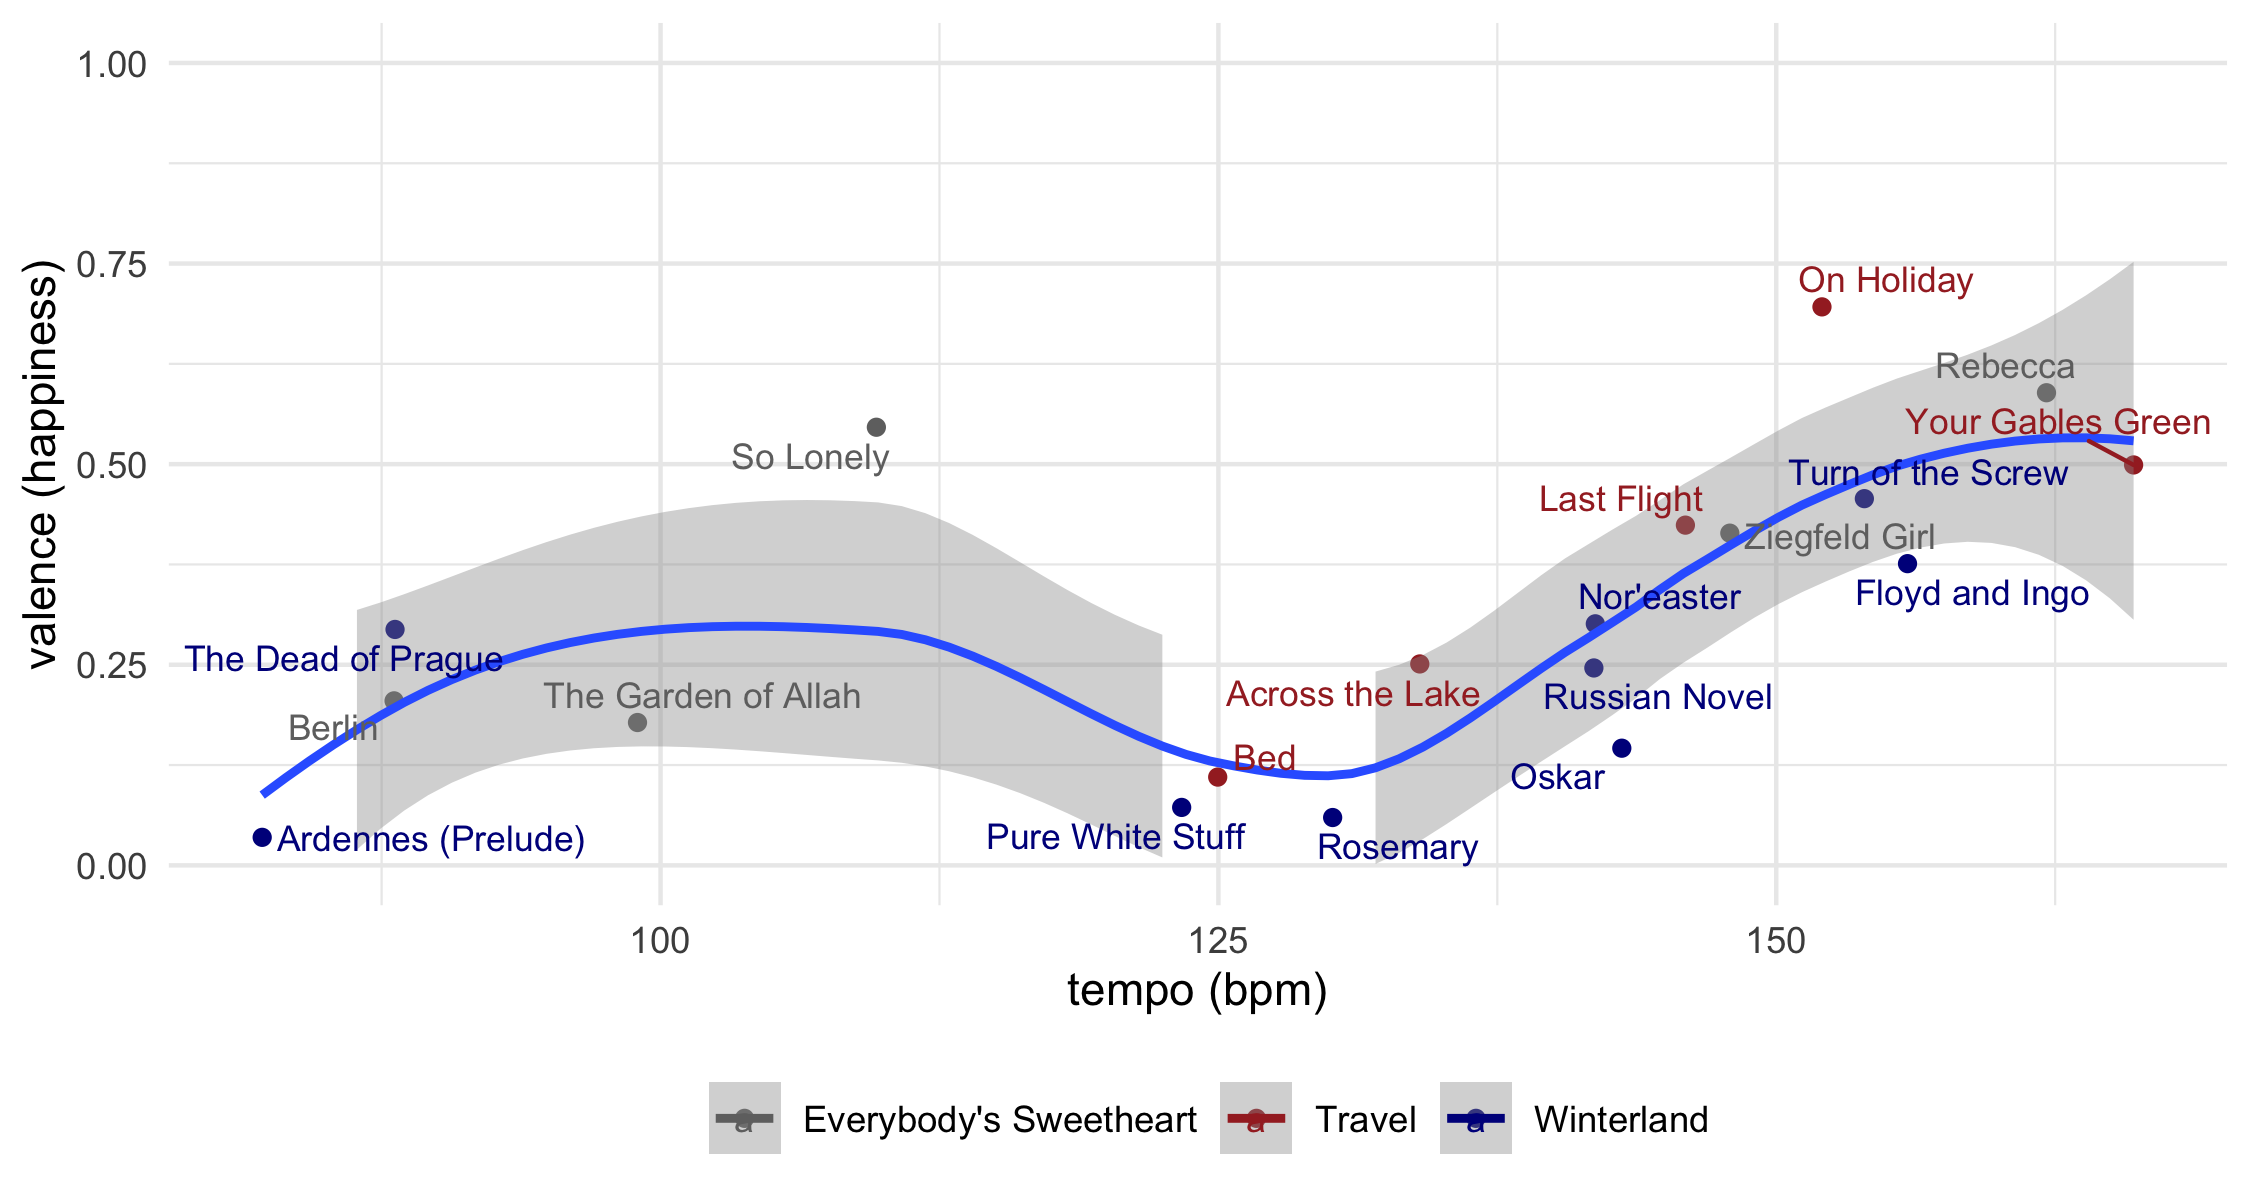 1.00
0.75
0.50
0.25
0.00
valence (happiness)
On Holiday
Rebecca
Your Gables Green
So Lonely
Turn of the Screw
Last Flight
Ziegfeld Girl
Floyd and Ingo
Nor'easter
The Dead of Prague
Across the Lake
The Garden of Allah
Russian Novel
Berlin
Bed
Oskar
Pure White Stuff
Ardennes (Prelude)
Rosemary
100
125
150
tempo (bpm)
a Everybody's Sweetheart a Travel a Winterland